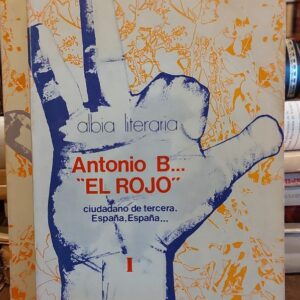 albia literaria
Antonio B...
"EL ROJO"
ciudadano de tercera.
España, España...
I